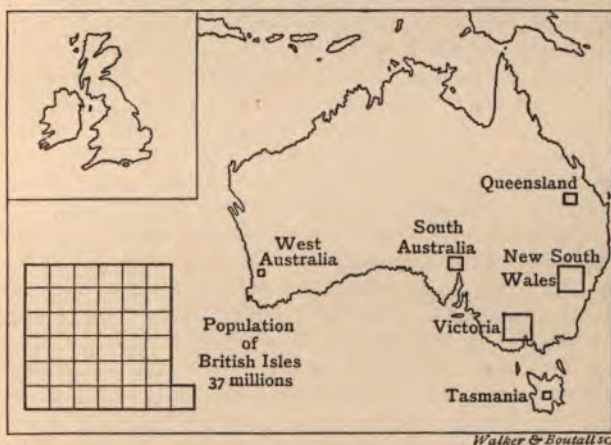 Queensland
South
Australia
West
Australia
New South
Wales
Population
of
British Isles
37 millions
Victoria
Tasmania
Walker & Boutall sc